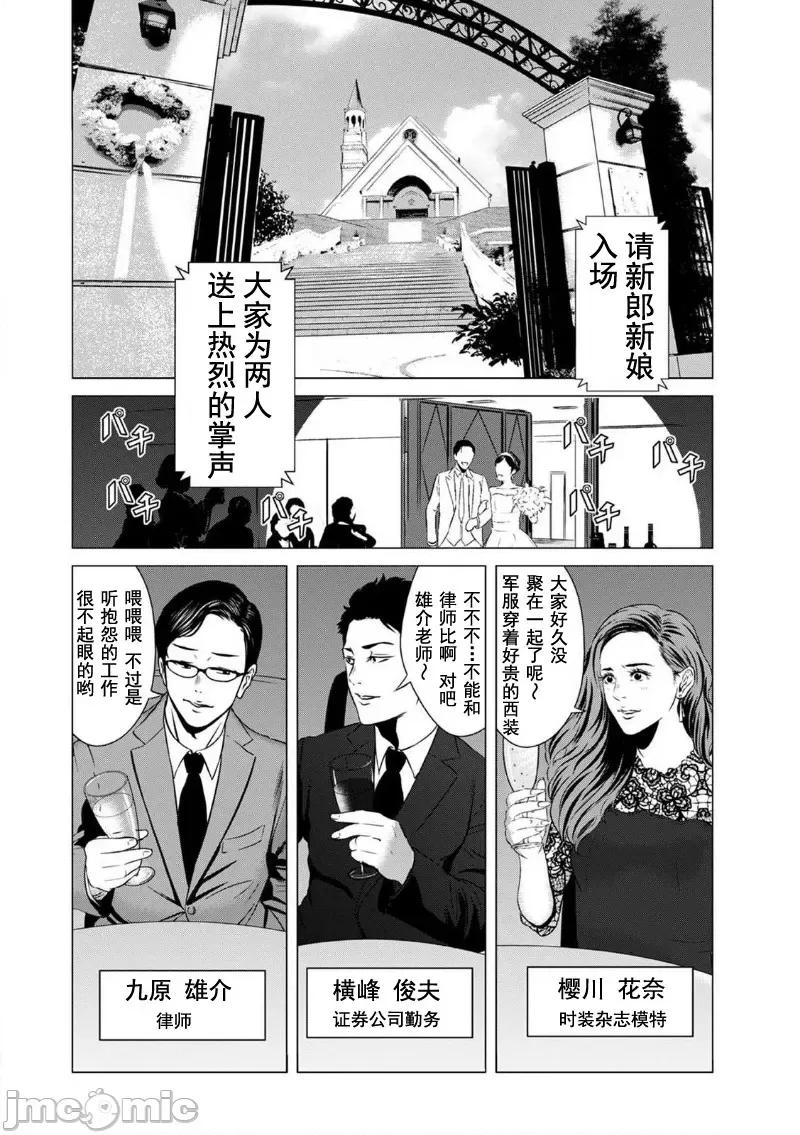 请新郎新娘
入场
大家为两人
送上热烈的掌声
パチ
パチ
パチ
パチ
パチ
大家好久没
聚在一起了呢～
军服穿着好贵的西装
不不不…不能和
律师比啊 对吧
雄介老师～
喂喂喂 不过是
听抱怨的工作
很不起眼的哟
樱川 花奈
时装杂志模特
横峰 俊夫
证券公司勤务
九原 雄介
律师
jmcomic